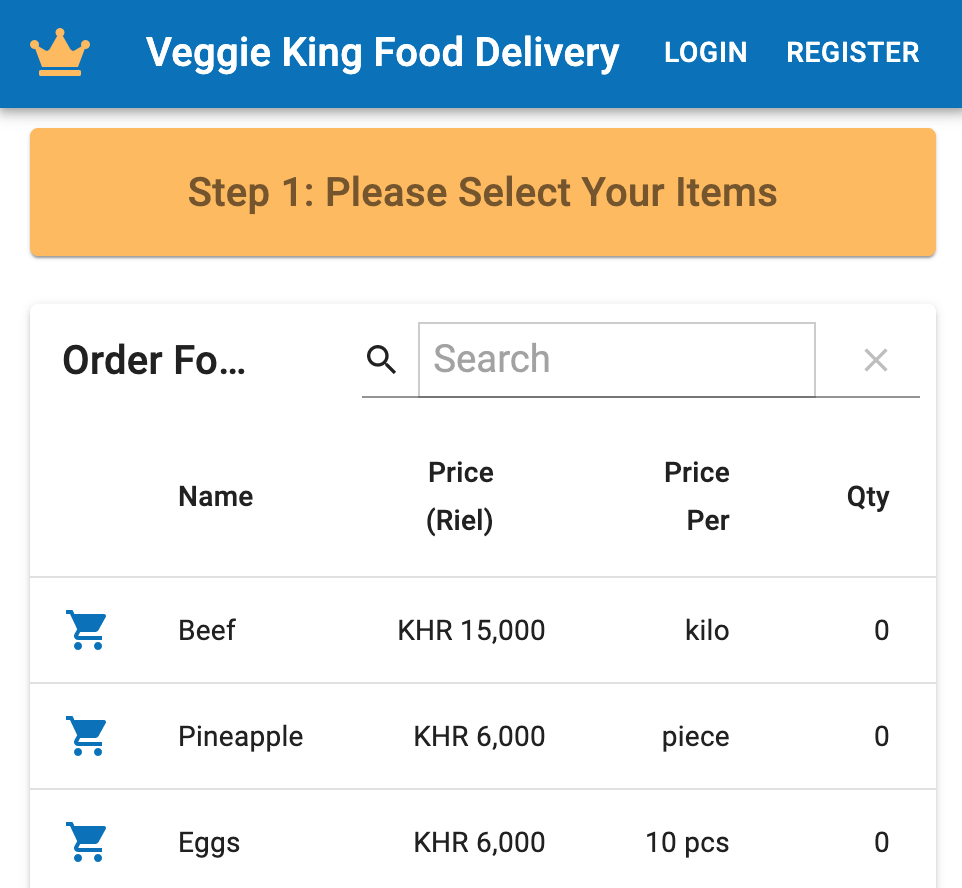 Veggie King Food Delivery LOGIN REGISTER
Step 1: Please Select Your Items
Order Fo...
Search
Name Price (Riel) Price Per Qty
Beef KHR 15,000 kilo 0
Pineapple KHR 6,000 piece 0
Eggs KHR 6,000 10 pcs 0